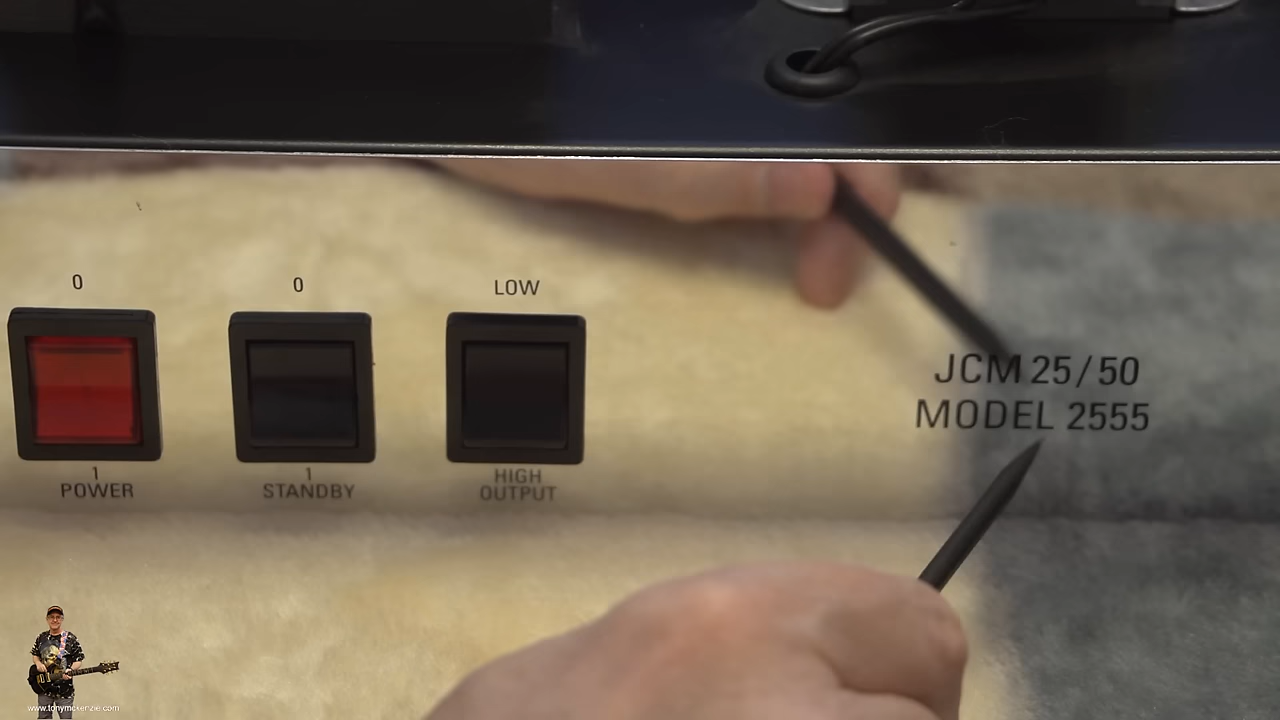 0
0
LOW
JCM 25/50
MODEL 2555
1
POWER
1
STANDBY
HIGH
OUTPUT
www.tonymckenzie.com